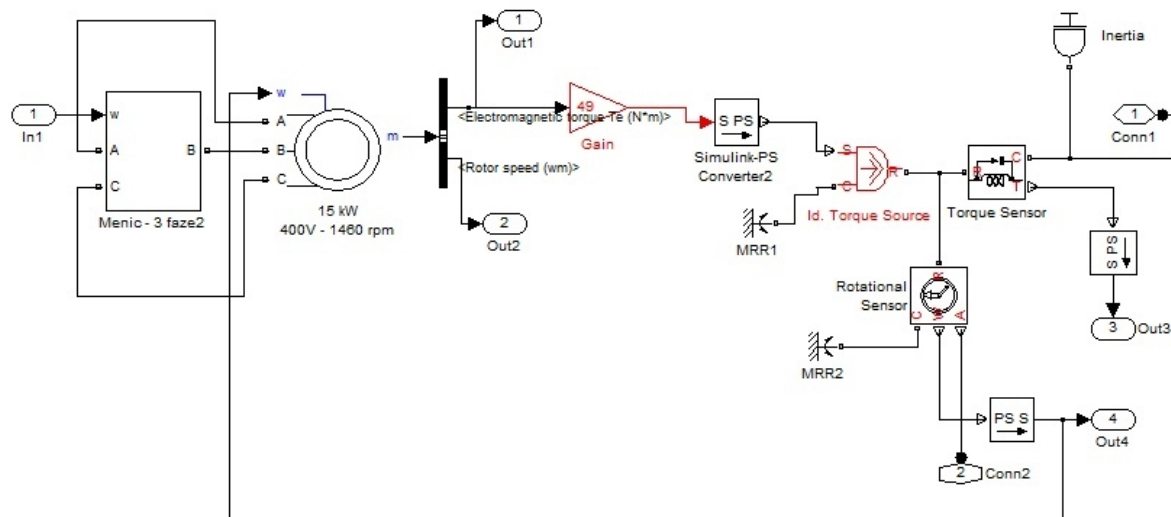 1
In1
w
A
C
B
Menic - 3 faze2
w
A
B
C
m
15 kW
400V - 1460 rpm
1
Out1
<Electromagnetic torque Te (N*m)>
<Rotor speed (wm)>
2
Out2
49
Gain
S PS
Simulink-PS
Converter2
S
C
R
Id. Torque Source
MRR1
R
C
T
Torque Sensor
Inertia
1
Conn1
S PS
3
Out3
Rotational
Sensor
R
C
W
A
MRR2
PS S
4
Out4
2
Conn2